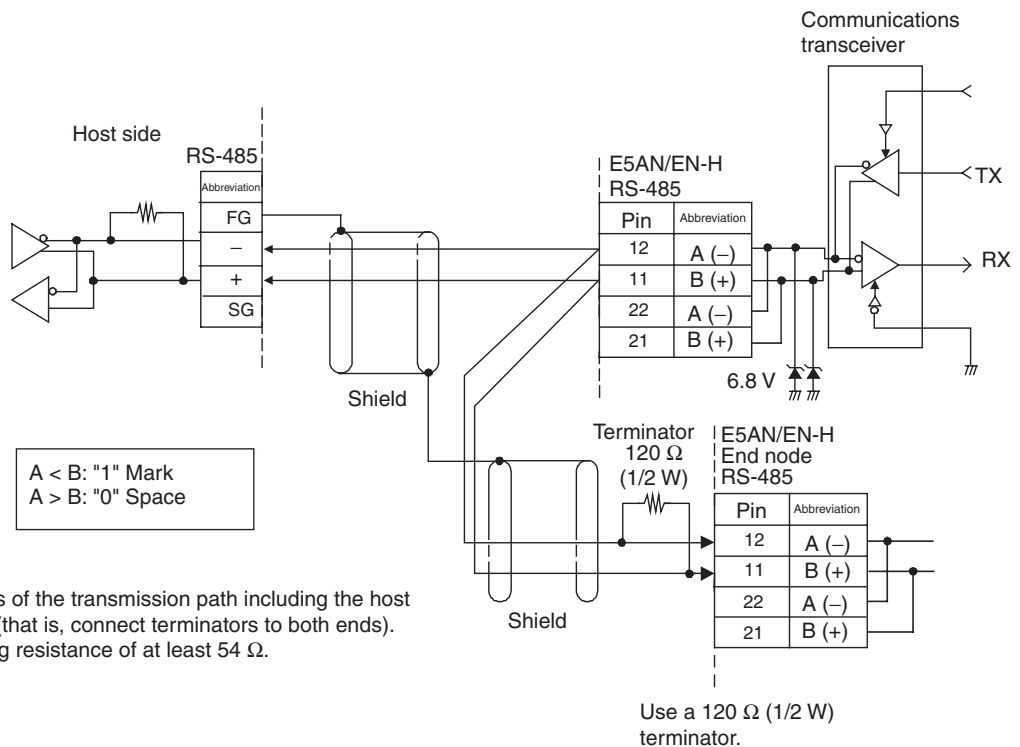 Communications
transceiver
Host side
RS-485
Abbreviation
FG
−
+
SG
Shield
E5AN/EN-H
RS-485
Pin Abbreviation
12 A (−)
11 B (+)
22 A (−)
21 B (+)
TX
RX
6.8 V
A < B: "1" Mark
A > B: "0" Space
Terminator
120 Ω
(1/2 W)
E5AN/EN-H
End node
RS-485
Pin Abbreviation
12 A (−)
11 B (+)
22 A (−)
21 B (+)
Shield
s of the transmission path including the host
(that is, connect terminators to both ends).
g resistance of at least 54 Ω.
Use a 120 Ω (1/2 W)
terminator.